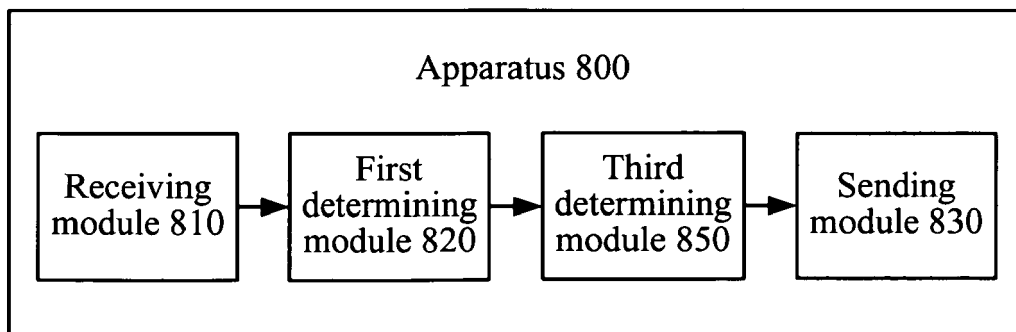 Apparatus 800
Receiving
module 810
First
determining
module 820
Third
determining
module 850
Sending
module 830